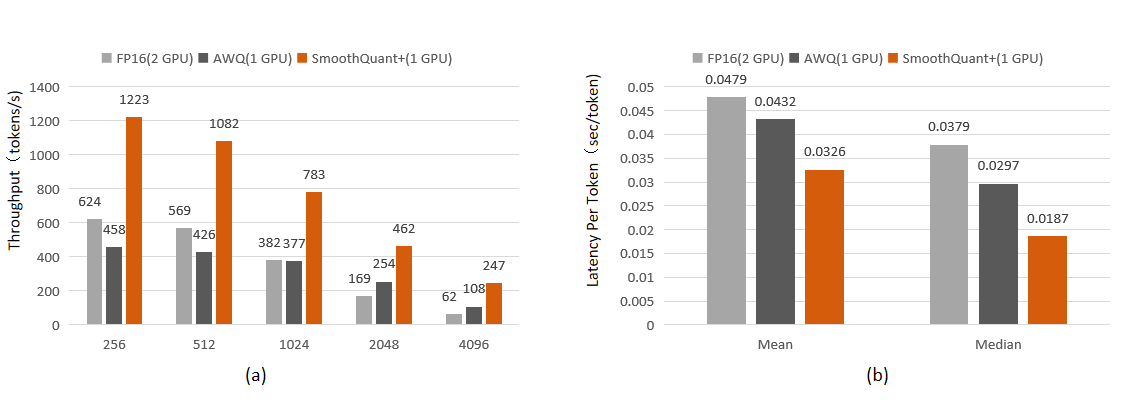 FP16(2 GPU) AWQ(1 GPU) SmoothQuant+(1 GPU)
Throughput（tokens/s)
1400
1200
1000
800
600
400
200
0
624 458 1223
569 426 1082
382 377 783
169 254 462
62 108 247
256 512 1024 2048 4096
(a)
FP16(2 GPU) AWQ(1 GPU) SmoothQuant+(1 GPU)
Latency Per Token（sec/token)
0.05
0.045
0.04
0.035
0.03
0.025
0.02
0.015
0.01
0.005
0
0.0479 0.0432 0.0326
0.0379 0.0297 0.0187
Mean Median
(b)